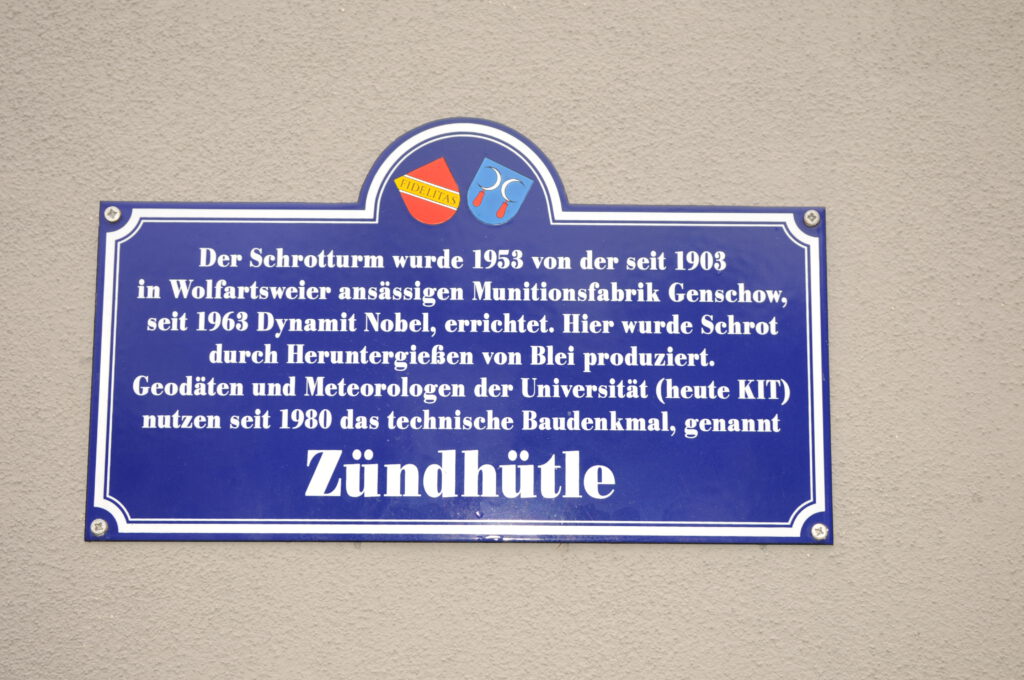 FIDELITAS
Der Schrotturm wurde 1953 von der seit 1903
in Wolfartsweier ansässigen Munitionsfabrik Genschow,
seit 1963 Dynamit Nobel, errichtet. Hier wurde Schrot
durch Heruntergießen von Blei produziert.
Geodäten und Meteorologen der Universität (heute KIT)
nutzen seit 1980 das technische Baudenkmal, genannt
Zündhütle